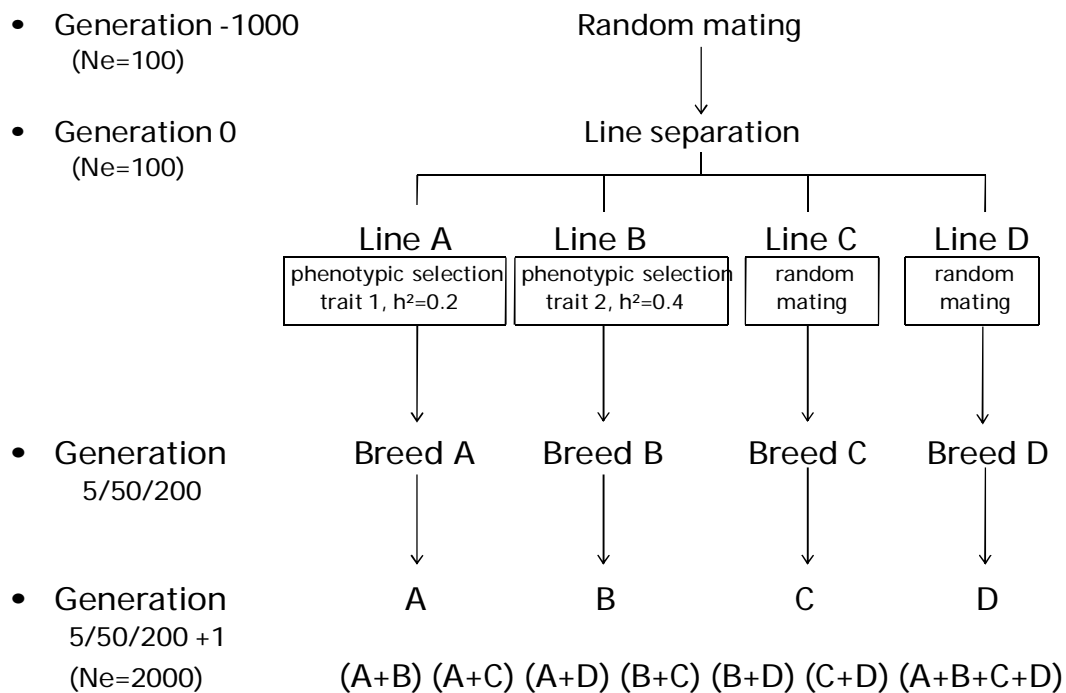 • Generation -1000 Random mating
(Ne=100)
• Generation 0 Line separation
(Ne=100)
Line A Line B Line C Line D
phenotypic selection phenotypic selection random random
trait 1, h²=0.2 trait 2, h²=0.4 mating mating
• Generation Breed A Breed B Breed C Breed D
5/50/200
• Generation A B C D
5/50/200 +1
(Ne=2000) (A+B) (A+C) (A+D) (B+C) (B+D) (C+D) (A+B+C+D)